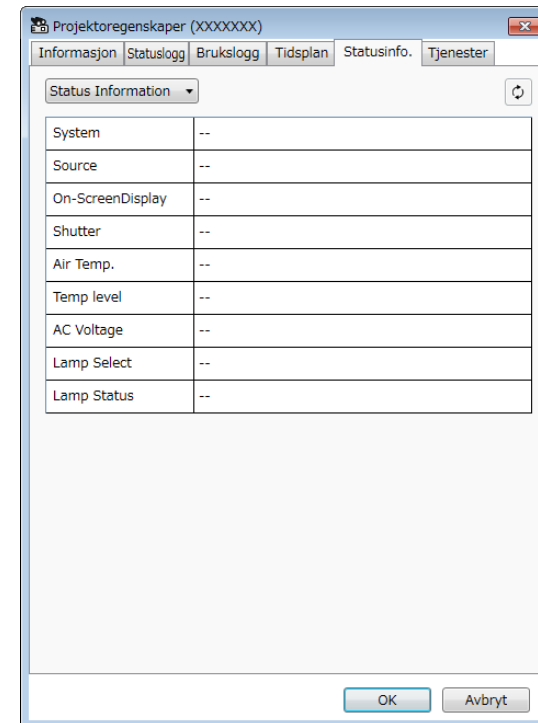 Projektoregenskaper (XXXXXXX)
Informasjon Statuslogg Brukslogg Tidsplan Statusinfo. Tjenester
Status Information
System --
Source --
On-ScreenDisplay --
Shutter --
Air Temp. --
Temp level --
AC Voltage --
Lamp Select --
Lamp Status --
OK Avbryt